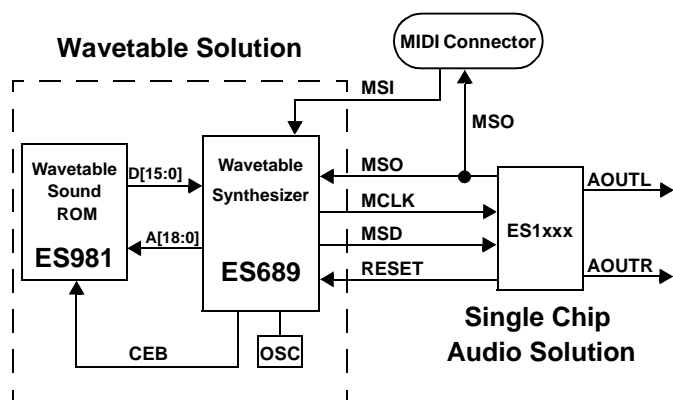 Wavetable Solution
MIDI Connector
MSI
MSO
Wavetable
Sound
ROM
ES981
D[15:0]
A[18:0]
Wavetable
Synthesizer
ES689
MSO
MCLK
MSD
RESET
ES1xxx
AOUTL
AOUTR
CEB
OSC
Single Chip
Audio Solution